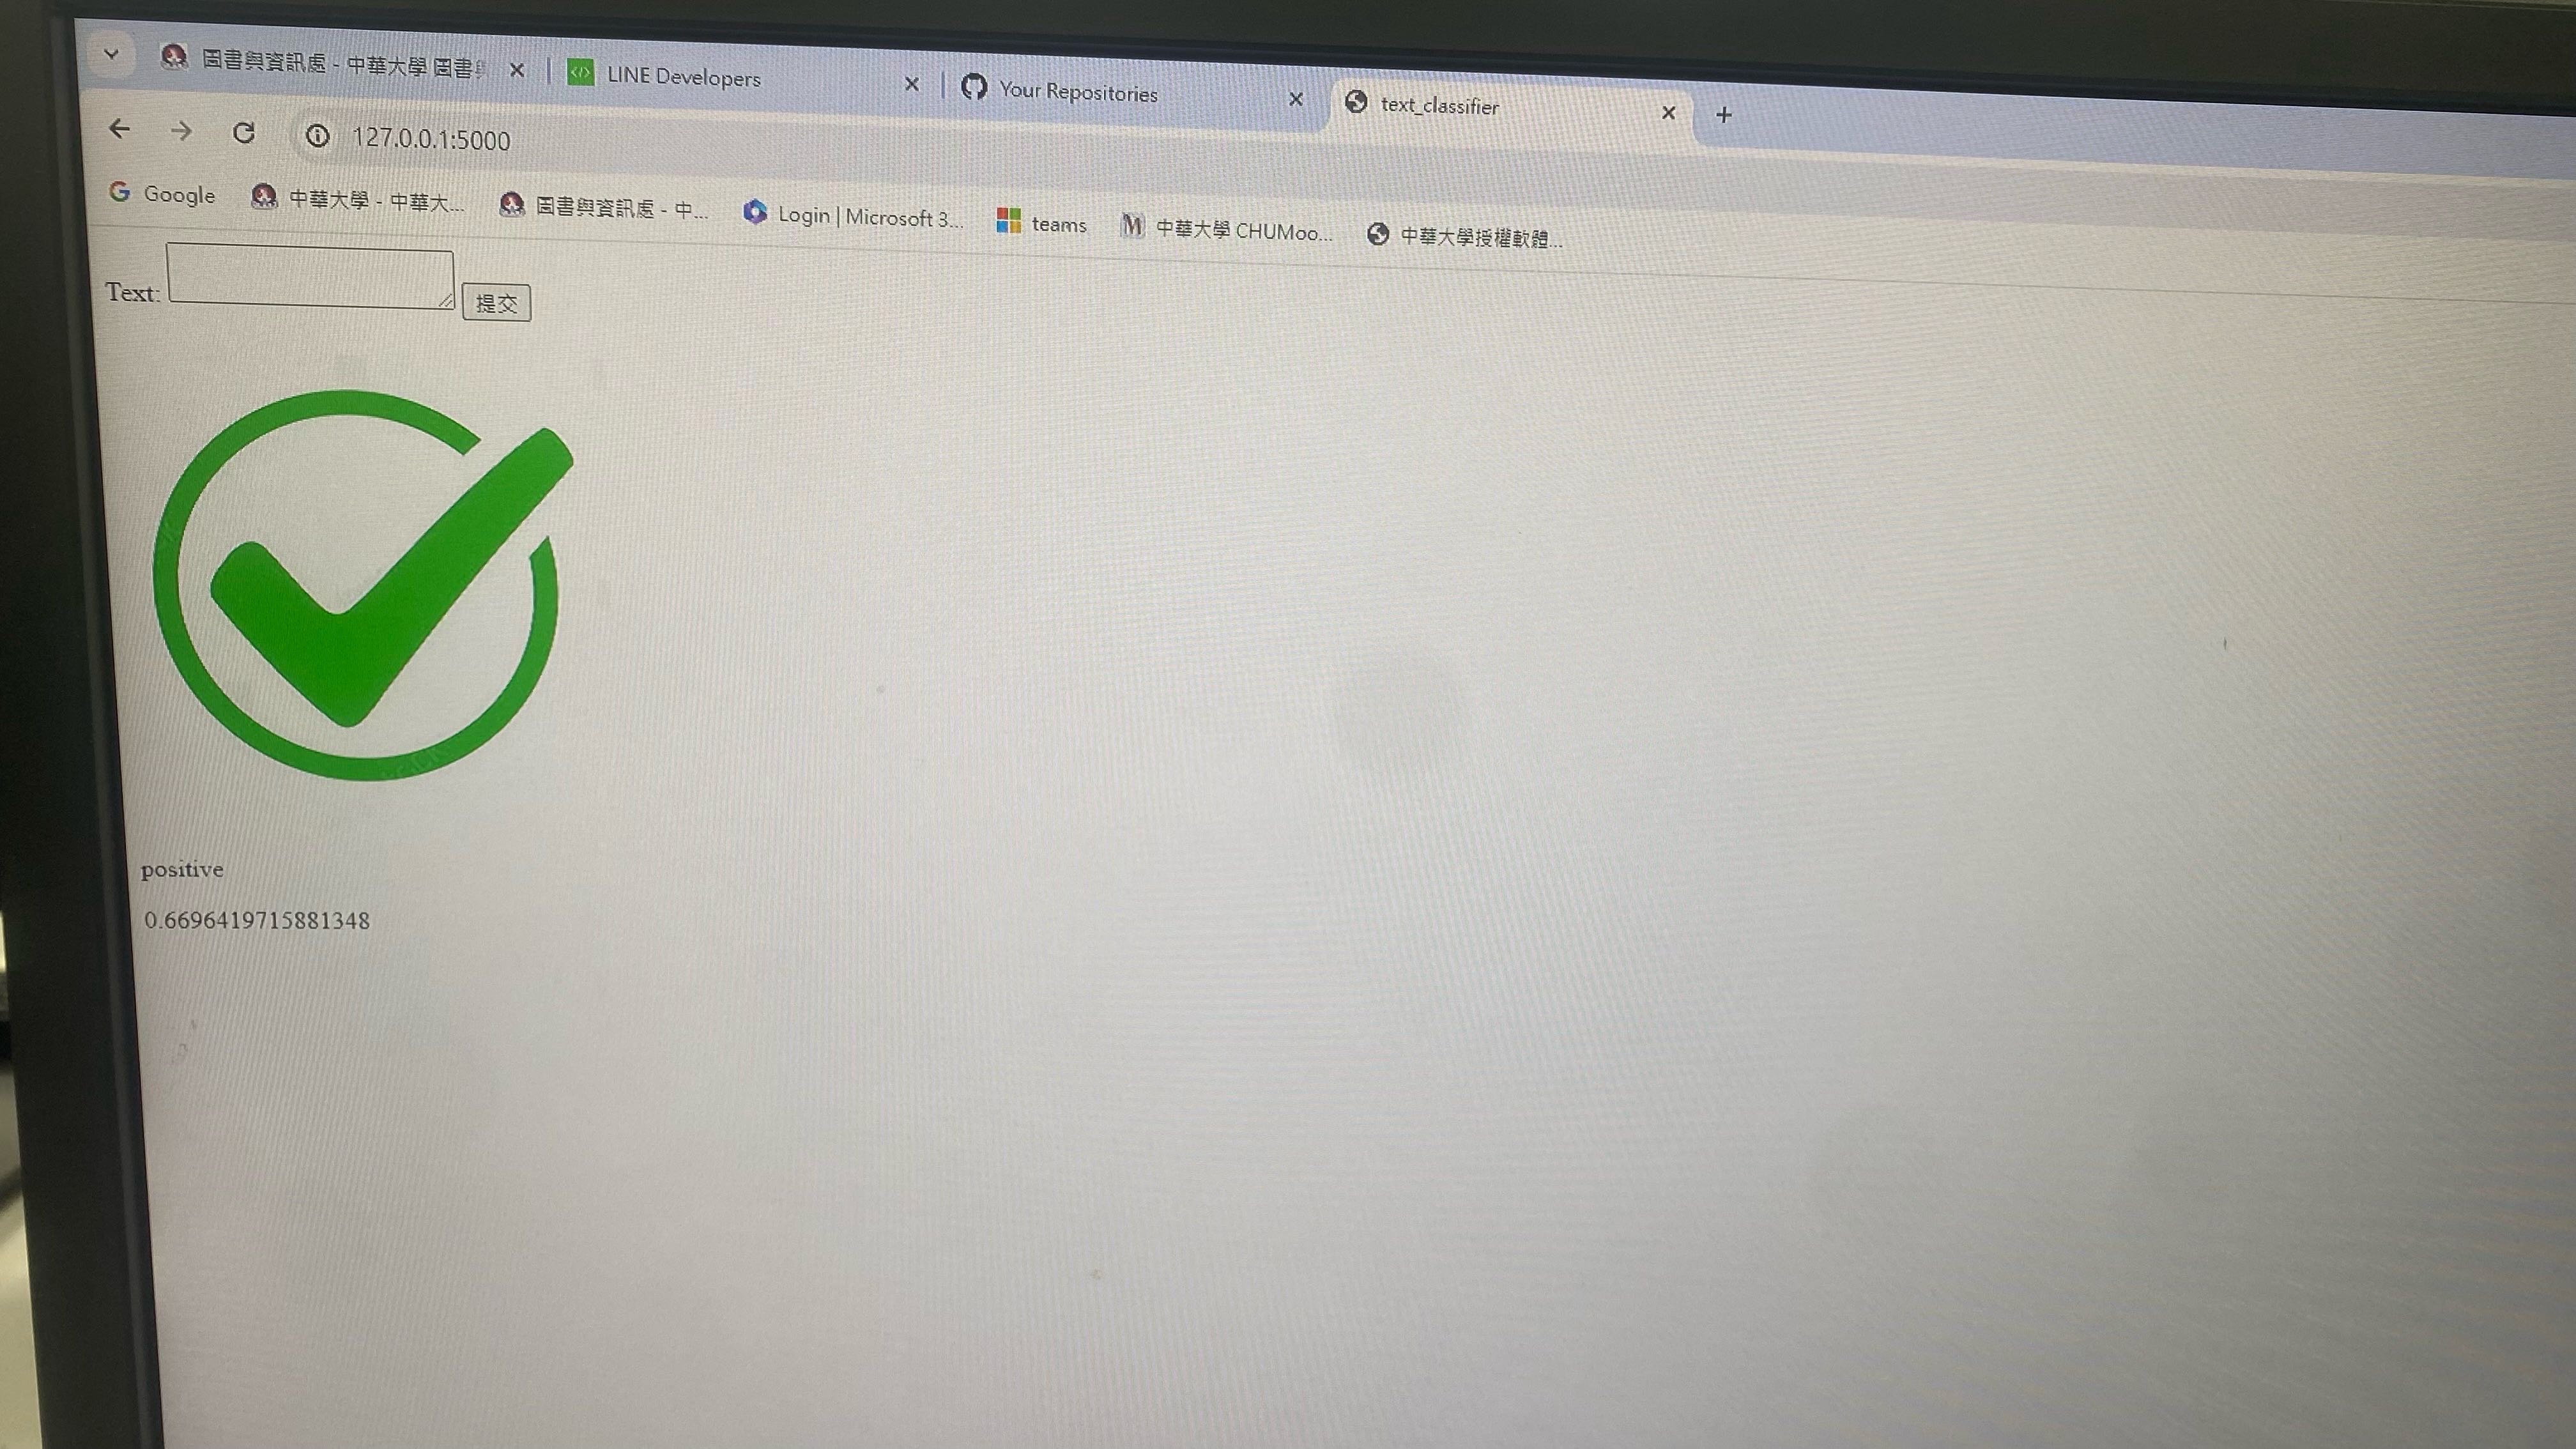 圖書與資訊處 - 中華大學 圖書與
LINE Developers
Your Repositories
text_classifier
127.0.0.1:5000
Google
中華大學 - 中華大...
圖書與資訊處 - 中...
Login | Microsoft 3...
teams
中華大學 CHUMoo...
中華大學授權軟體...
Text:
提交
positive
0.6696419715881348